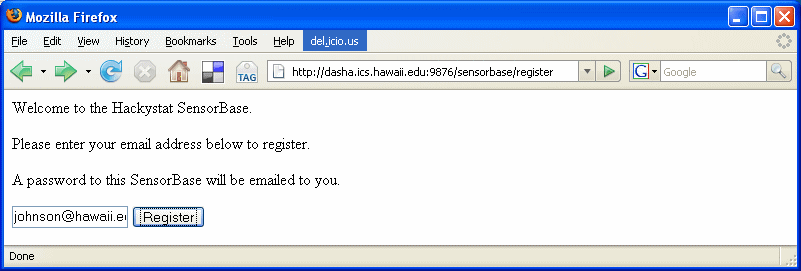 Mozilla Firefox
File Edit View History Bookmarks Tools Help del.icio.us
TAG http://dasha.ics.hawaii.edu:9876/sensorbase/register G Google
Welcome to the Hackystat SensorBase.
Please enter your email address below to register.
A password to this SensorBase will be emailed to you.
johnson@hawaii.e Register
Done